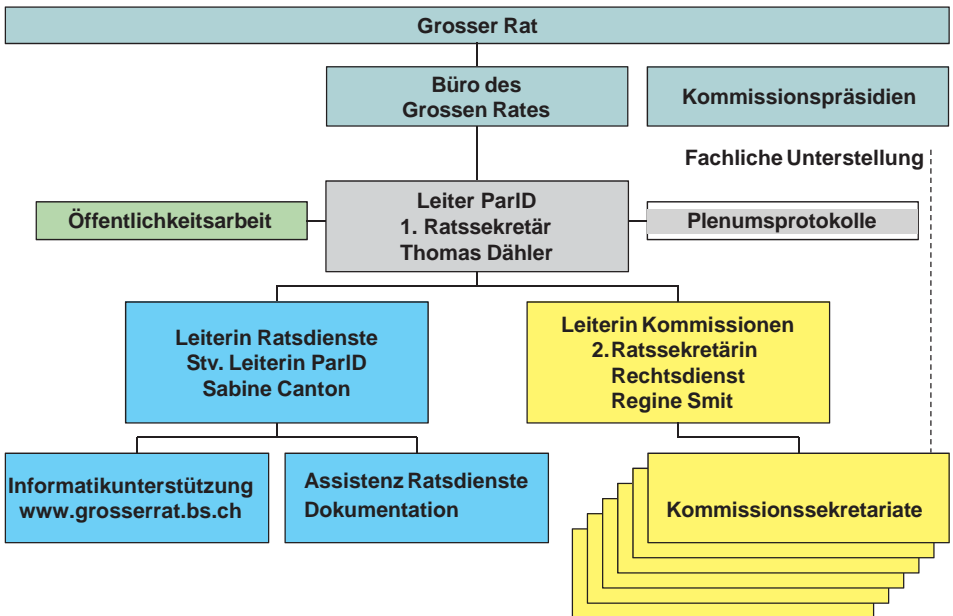 Grosser Rat
Büro des
Grossen Rates
Kommissionspräsidien
Fachliche Unterstellung
Öffentlichkeitsarbeit
Leiter ParID
1. Ratssekretär
Thomas Dähler
Plenumsprotokolle
Leiterin Ratsdienste
Stv. Leiterin ParID
Sabine Canton
Leiterin Kommissionen
2. Ratssekretärin
Rechtsdienst
Regine Smit
Informatikunterstützung
www.grosserrat.bs.ch
Assistenz Ratsdienste
Dokumentation
Kommissionssekretariate